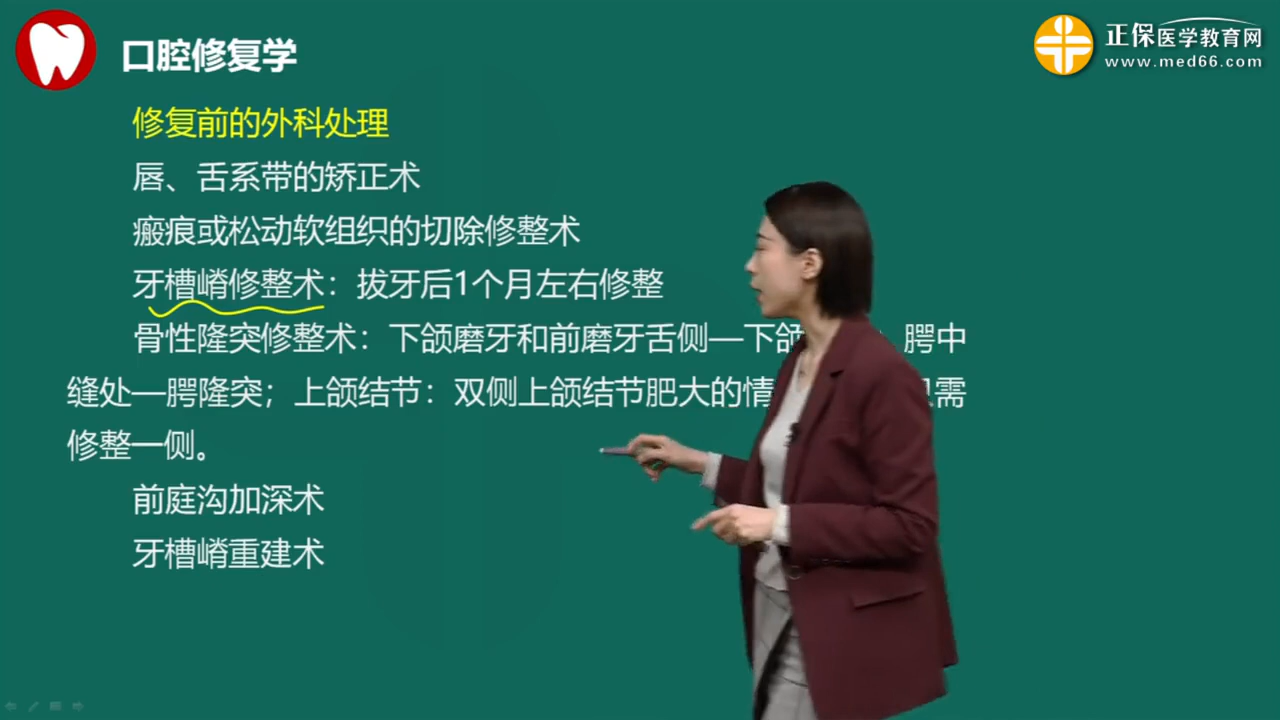 口腔修复学
正保医学教育网
www.med66.com
修复前的外科处理
唇、舌系带的矫正术
瘢痕或松动软组织的切除修整术
牙槽嵴修整术：拔牙后1个月左右修整
骨性隆突修整术：下颌磨牙和前磨牙舌侧—下颌 腭中
缝处—腭隆突；上颌结节：双侧上颌结节肥大的情 需
修整一侧。
前庭沟加深术
牙槽嵴重建术